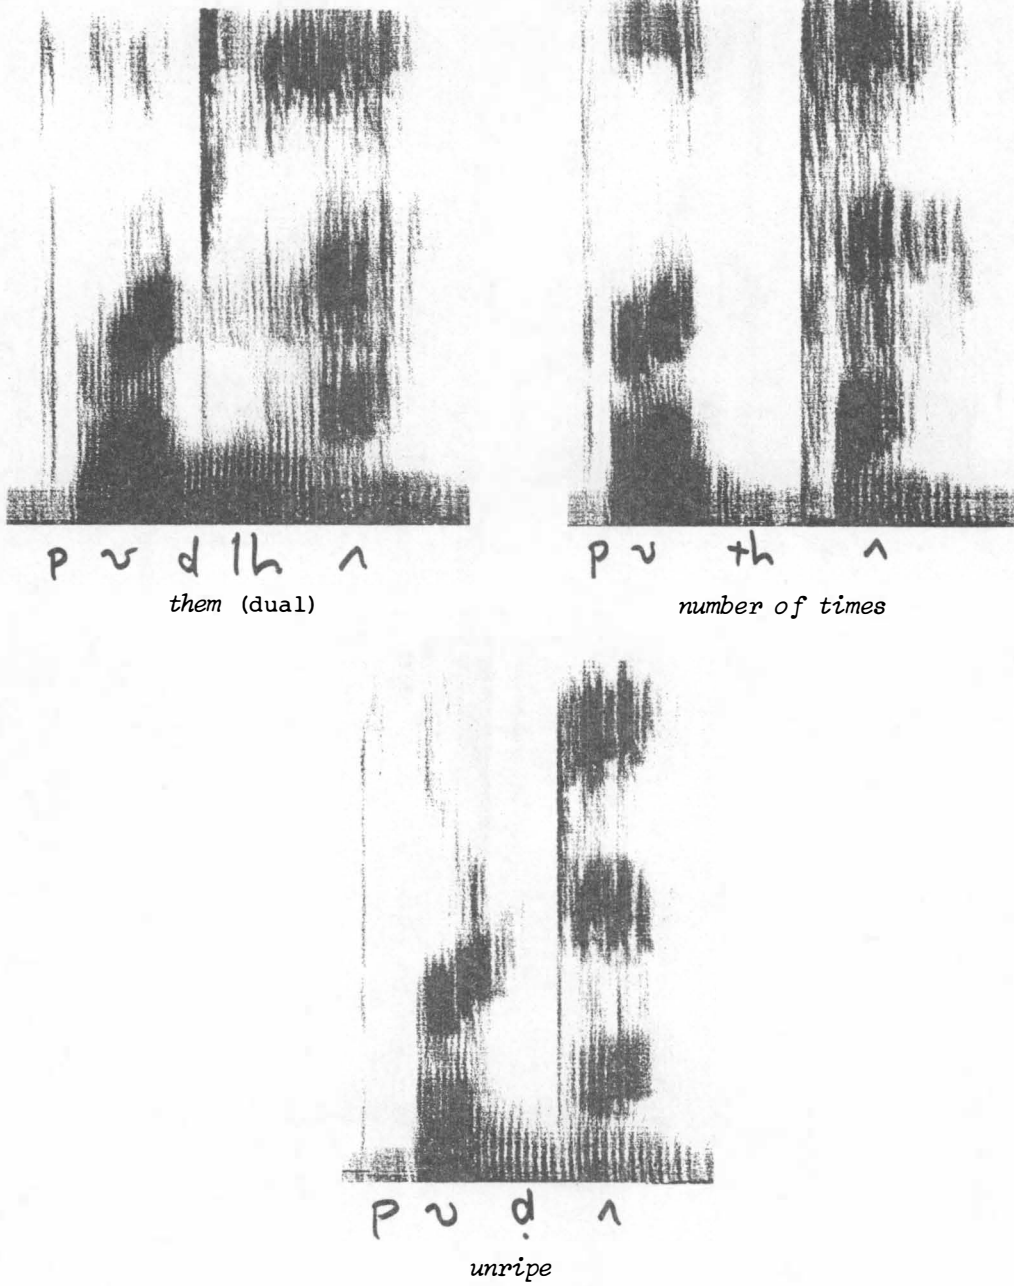 p ʊ d lh ʌ
them (dual)
p ʊ th ʌ
number of times
p ʊ ḍ ʌ
unripe